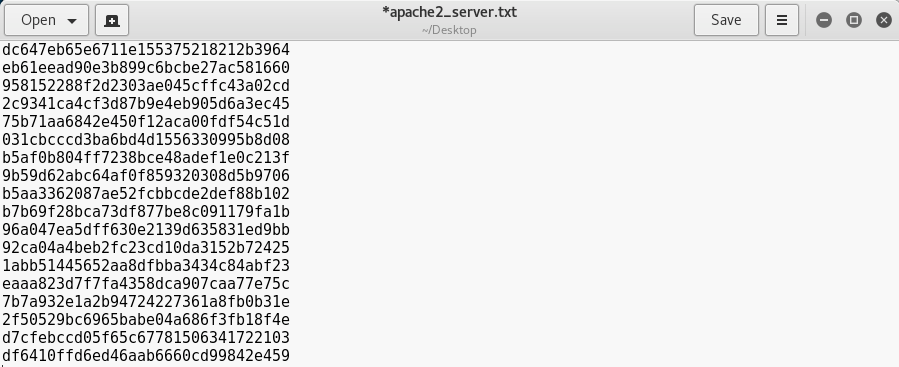 Open
*apache2_server.txt
~/Desktop
Save
dc647eb65e6711e155375218212b3964
eb61eead90e3b899c6bcbe27ac581660
958152288f2d2303ae045cffc43a02cd
2c9341ca4cf3d87b9e4eb905d6a3ec45
75b71aa6842e450f12aca00fdf54c51d
031cbcccd3ba6bd4d1556330995b8d08
b5af0b804ff7238bce48adef1e0c213f
9b59d62abc64af0f859320308d5b9706
b5aa3362087ae52fcbbcde2def88b102
b7b69f28bca73df877be8c091179fa1b
96a047ea5dff630e2139d635831ed9bb
92ca04a4beb2fc23cd10da3152b72425
1abb51445652aa8dfbba3434c84abf23
eaaa823d7f7fa4358dca907caa77e75c
7b7a932e1a2b94724227361a8fb0b31e
2f50529bc6965babe04a686f3fb18f4e
d7cfebccd05f65c67781506341722103
df6410ffd6ed46aab6660cd99842e459